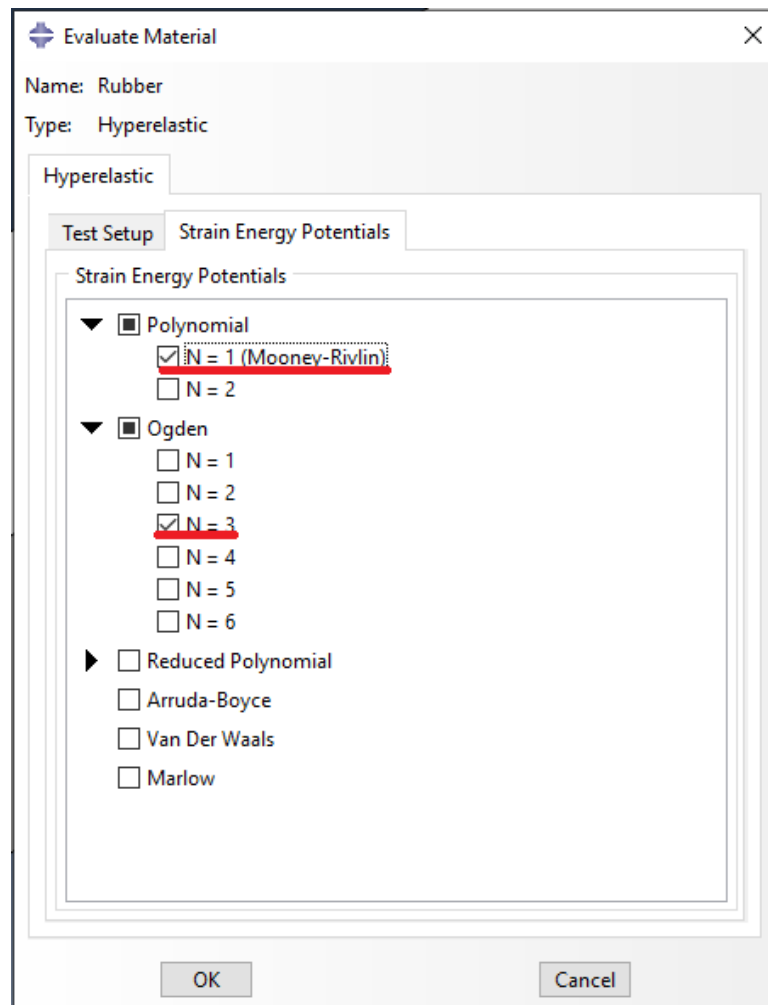 Evaluate Material
Name: Rubber
Type: Hyperelastic
Hyperelastic
Test Setup Strain Energy Potentials
Strain Energy Potentials
Polynomial
N = 1 (Mooney-Rivlin)
N = 2
Ogden
N = 1
N = 2
N = 3
N = 4
N = 5
N = 6
Reduced Polynomial
Arruda-Boyce
Van Der Waals
Marlow
OK Cancel